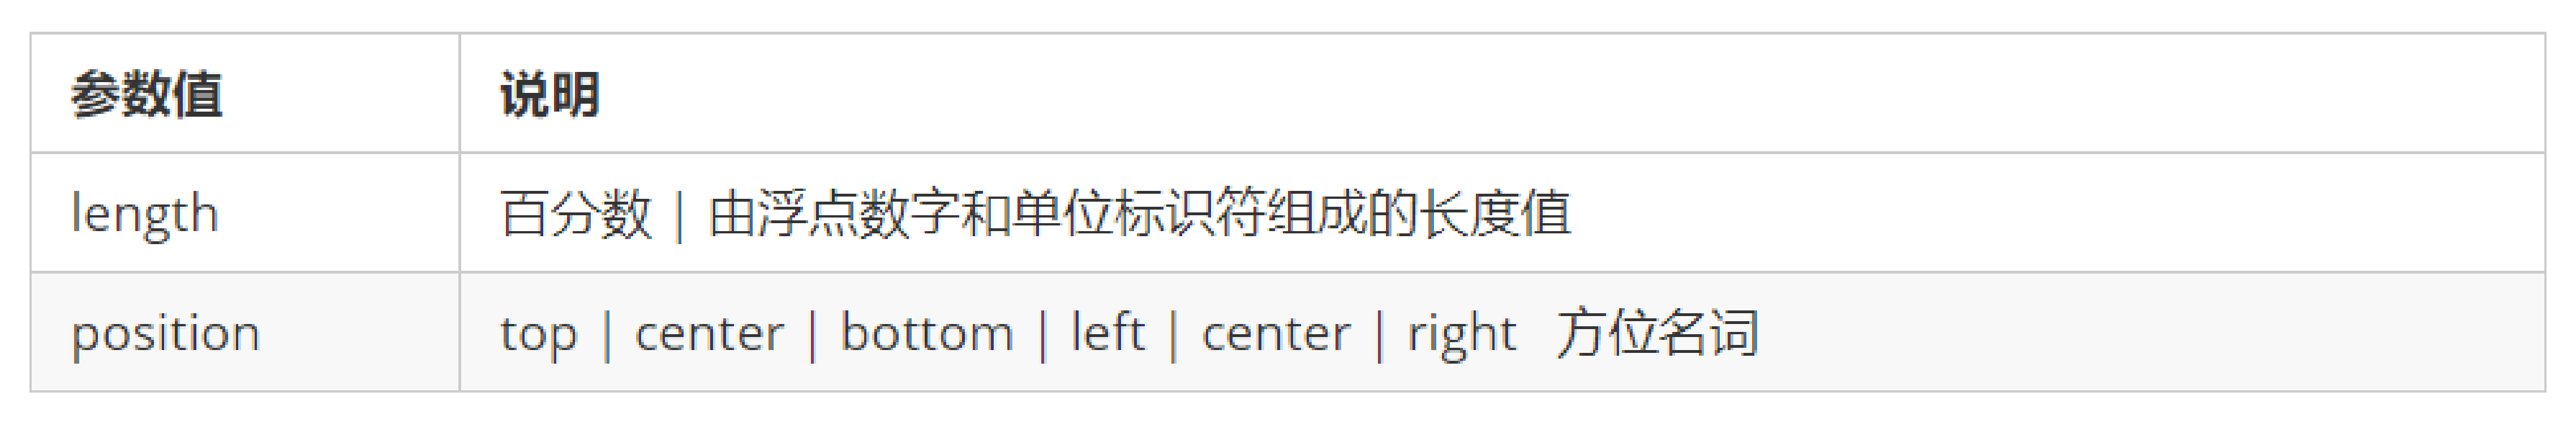 参数值 说明
length 百分数 | 由浮点数字和单位标识符组成的长度值
position top | center | bottom | left | center | right 方位名词